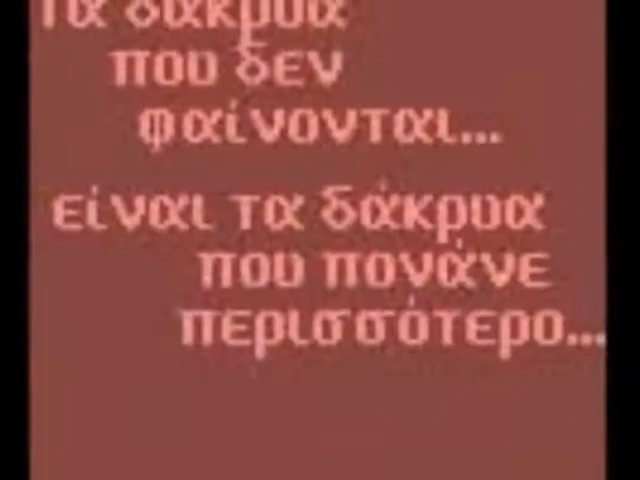 Τα δάκρυα
που δεν
φαίνονται...
είναι τα δάκρυα
που πονάνε
περισσότερο...